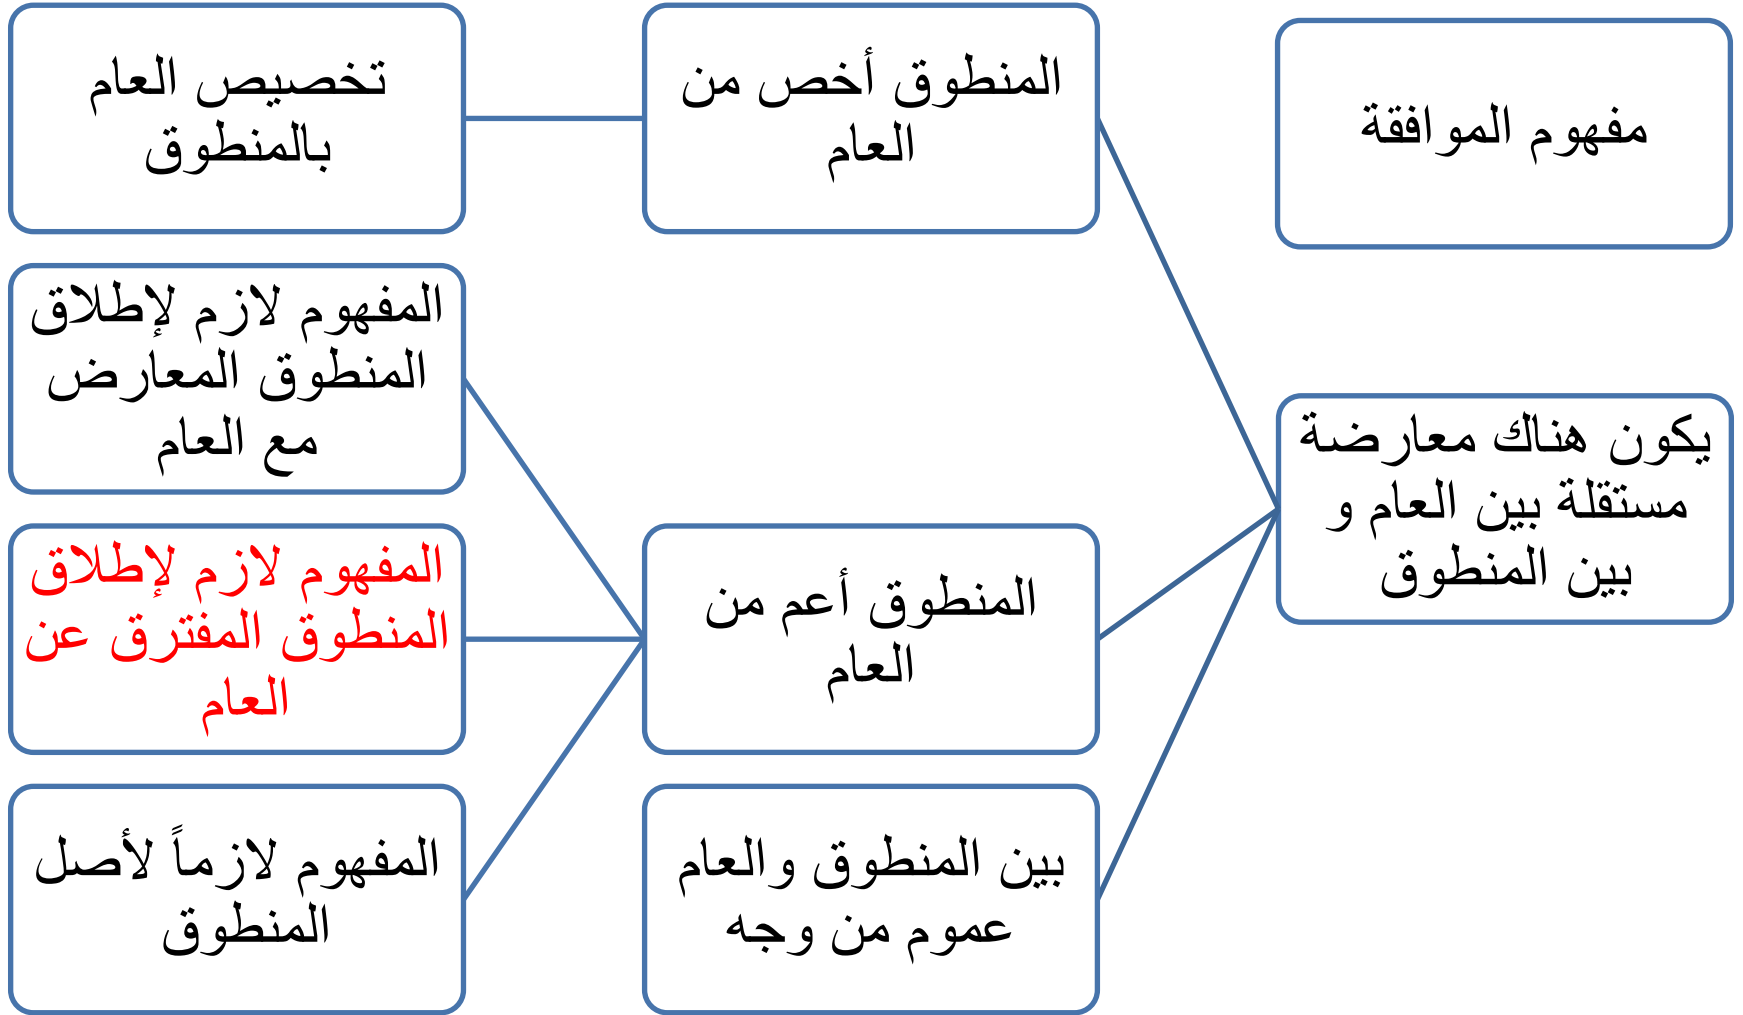 مفهوم الموافقة
يكون هناك معارضة
مستقلة بين العام و
بين المنطوق
المنطوق أخص من
العام
تخصيص العام
بالمنطوق
المنطوق أعم من
العام
المفهوم لازم لإطلاق
المنطوق المعارض
مع العام
المفهوم لازم لإطلاق
المنطوق المفترق عن
العام
المفهوم لازماً لأصل
المنطوق
بين المنطوق والعام
عموم من وجه